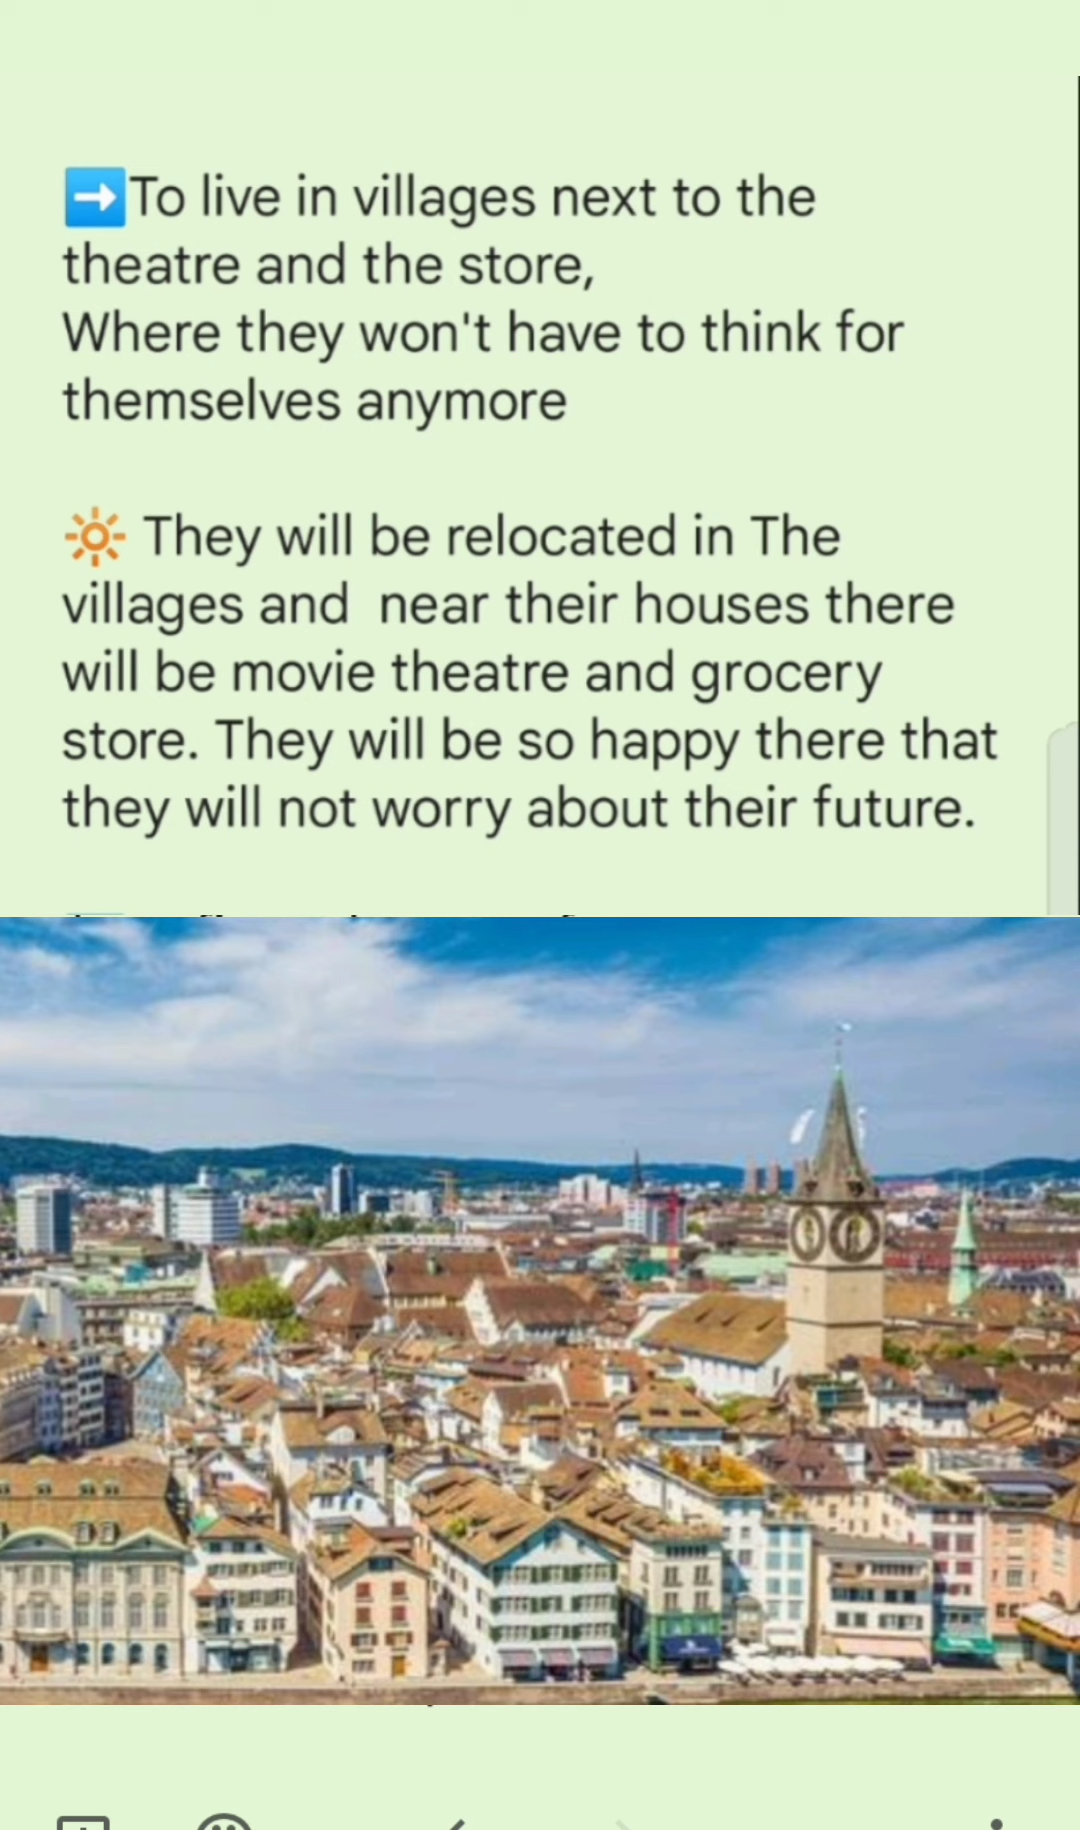 ➡️To live in villages next to the
theatre and the store,
Where they won't have to think for
themselves anymore
🔆 They will be relocated in The
villages and  near their houses there
will be movie theatre and grocery
store. They will be so happy there that
they will not worry about their future.